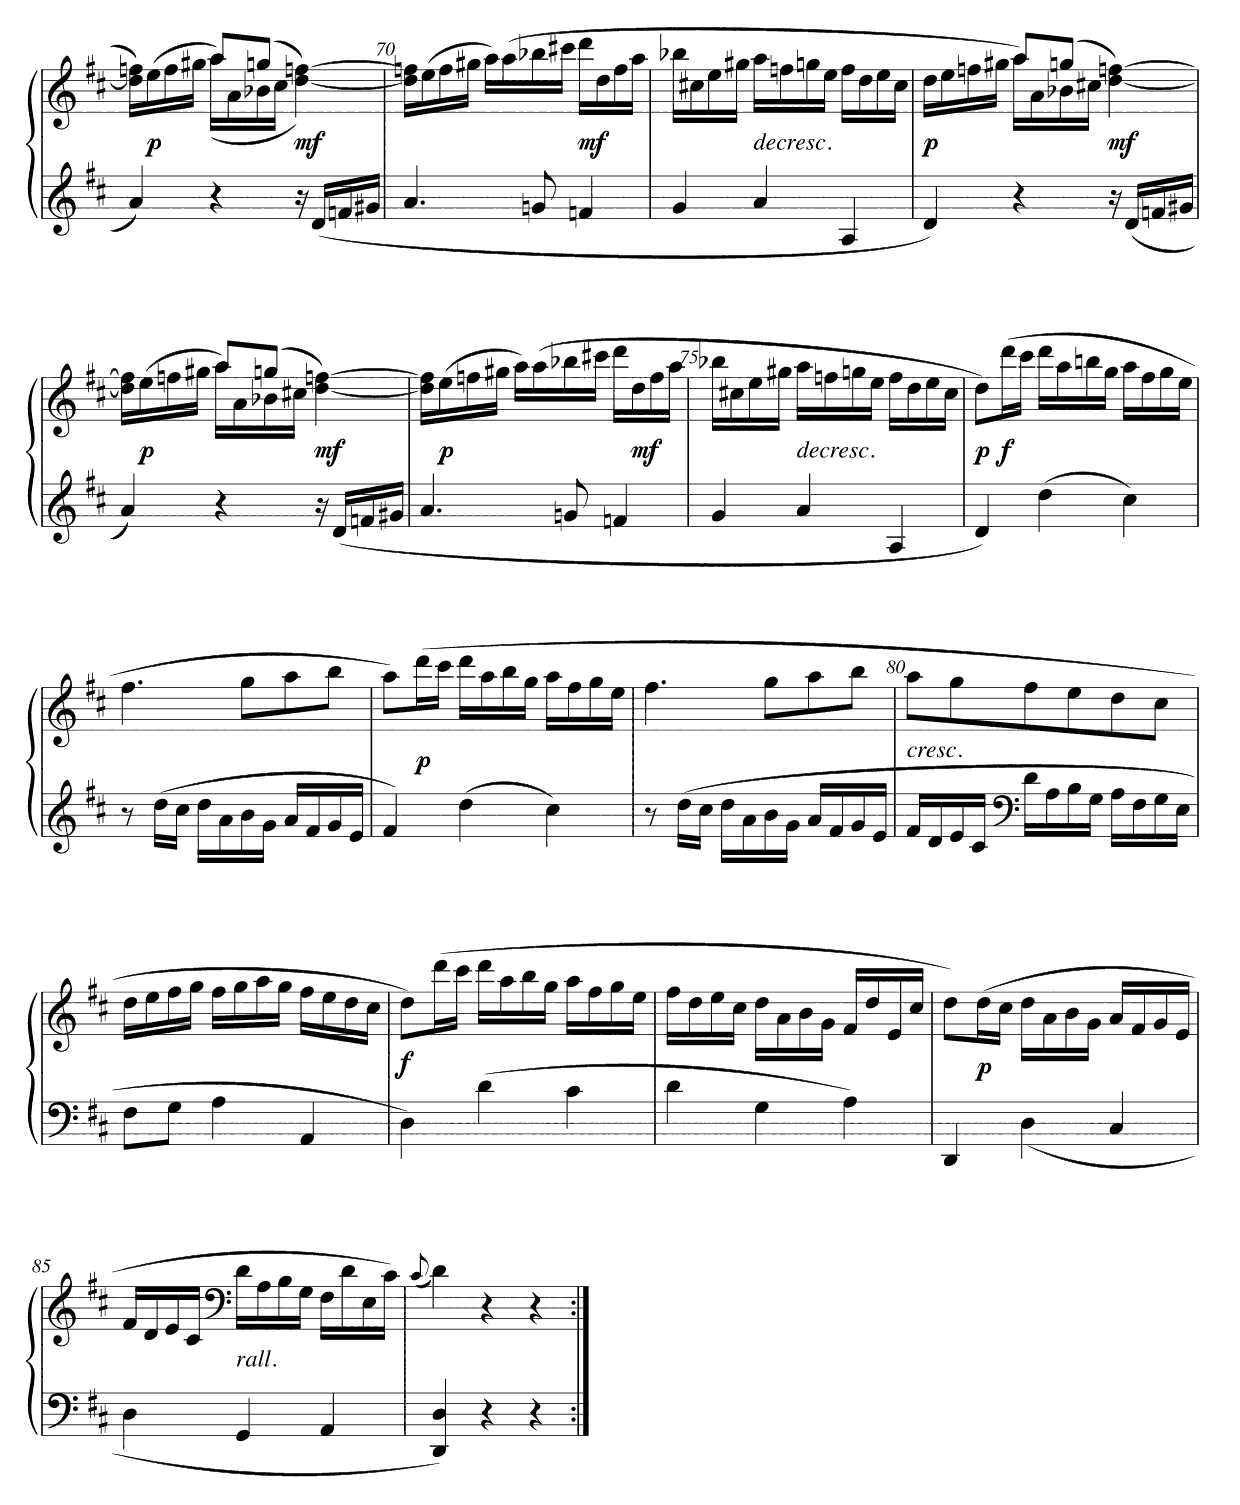 70
p mf mf decresc. p mf
75
p mf p mf decresc. p f
80
p cresc.
f p
85
rall.